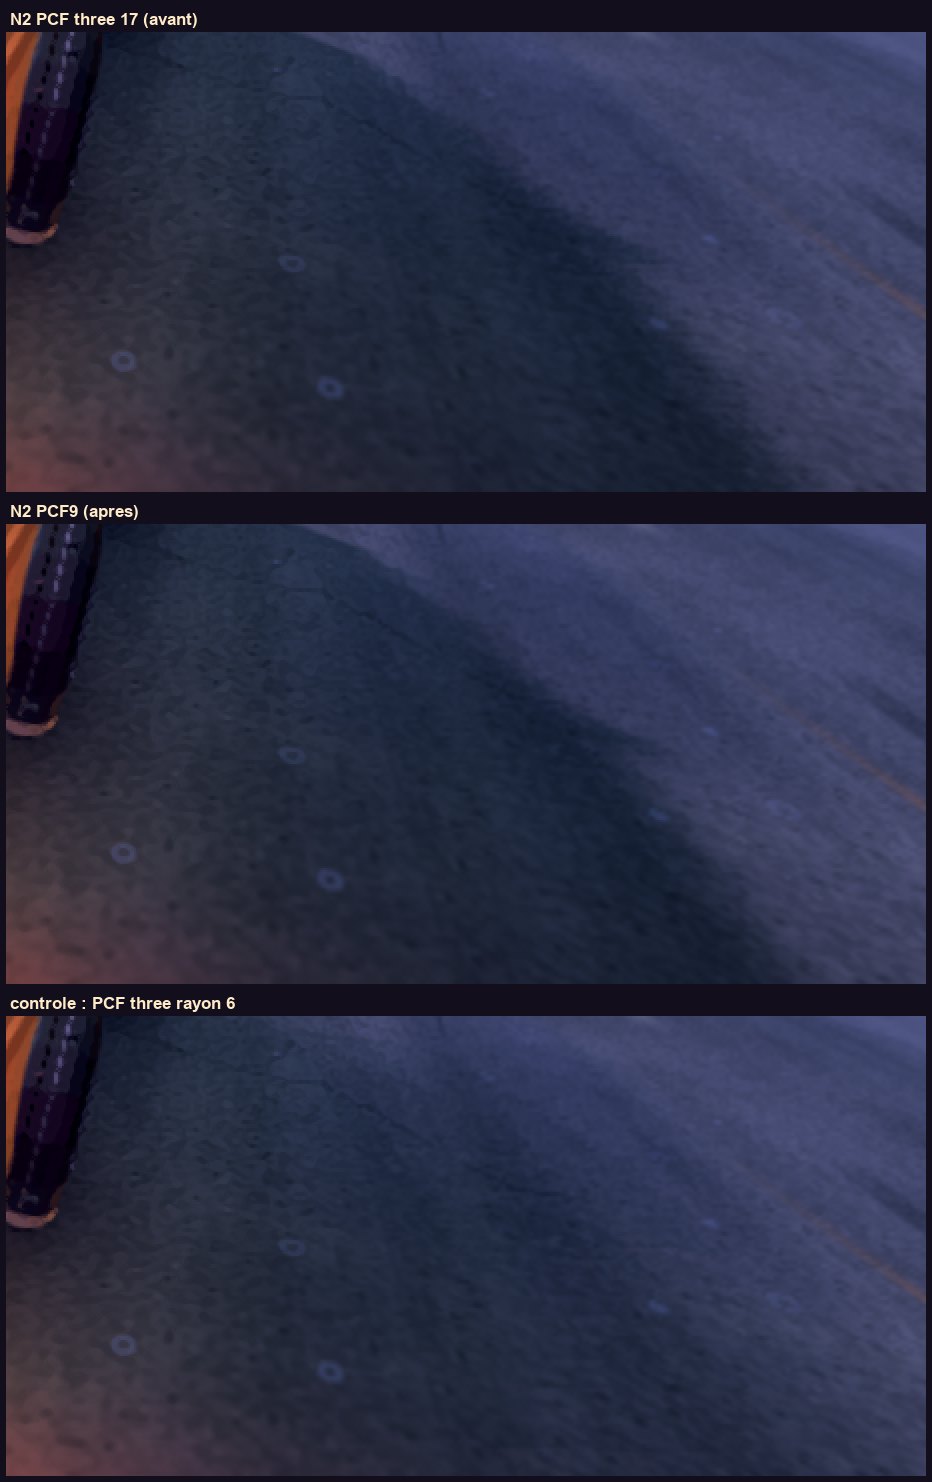 N2 PCF three 17 (avant)
N2 PCF9 (apres)
controle : PCF three rayon 6